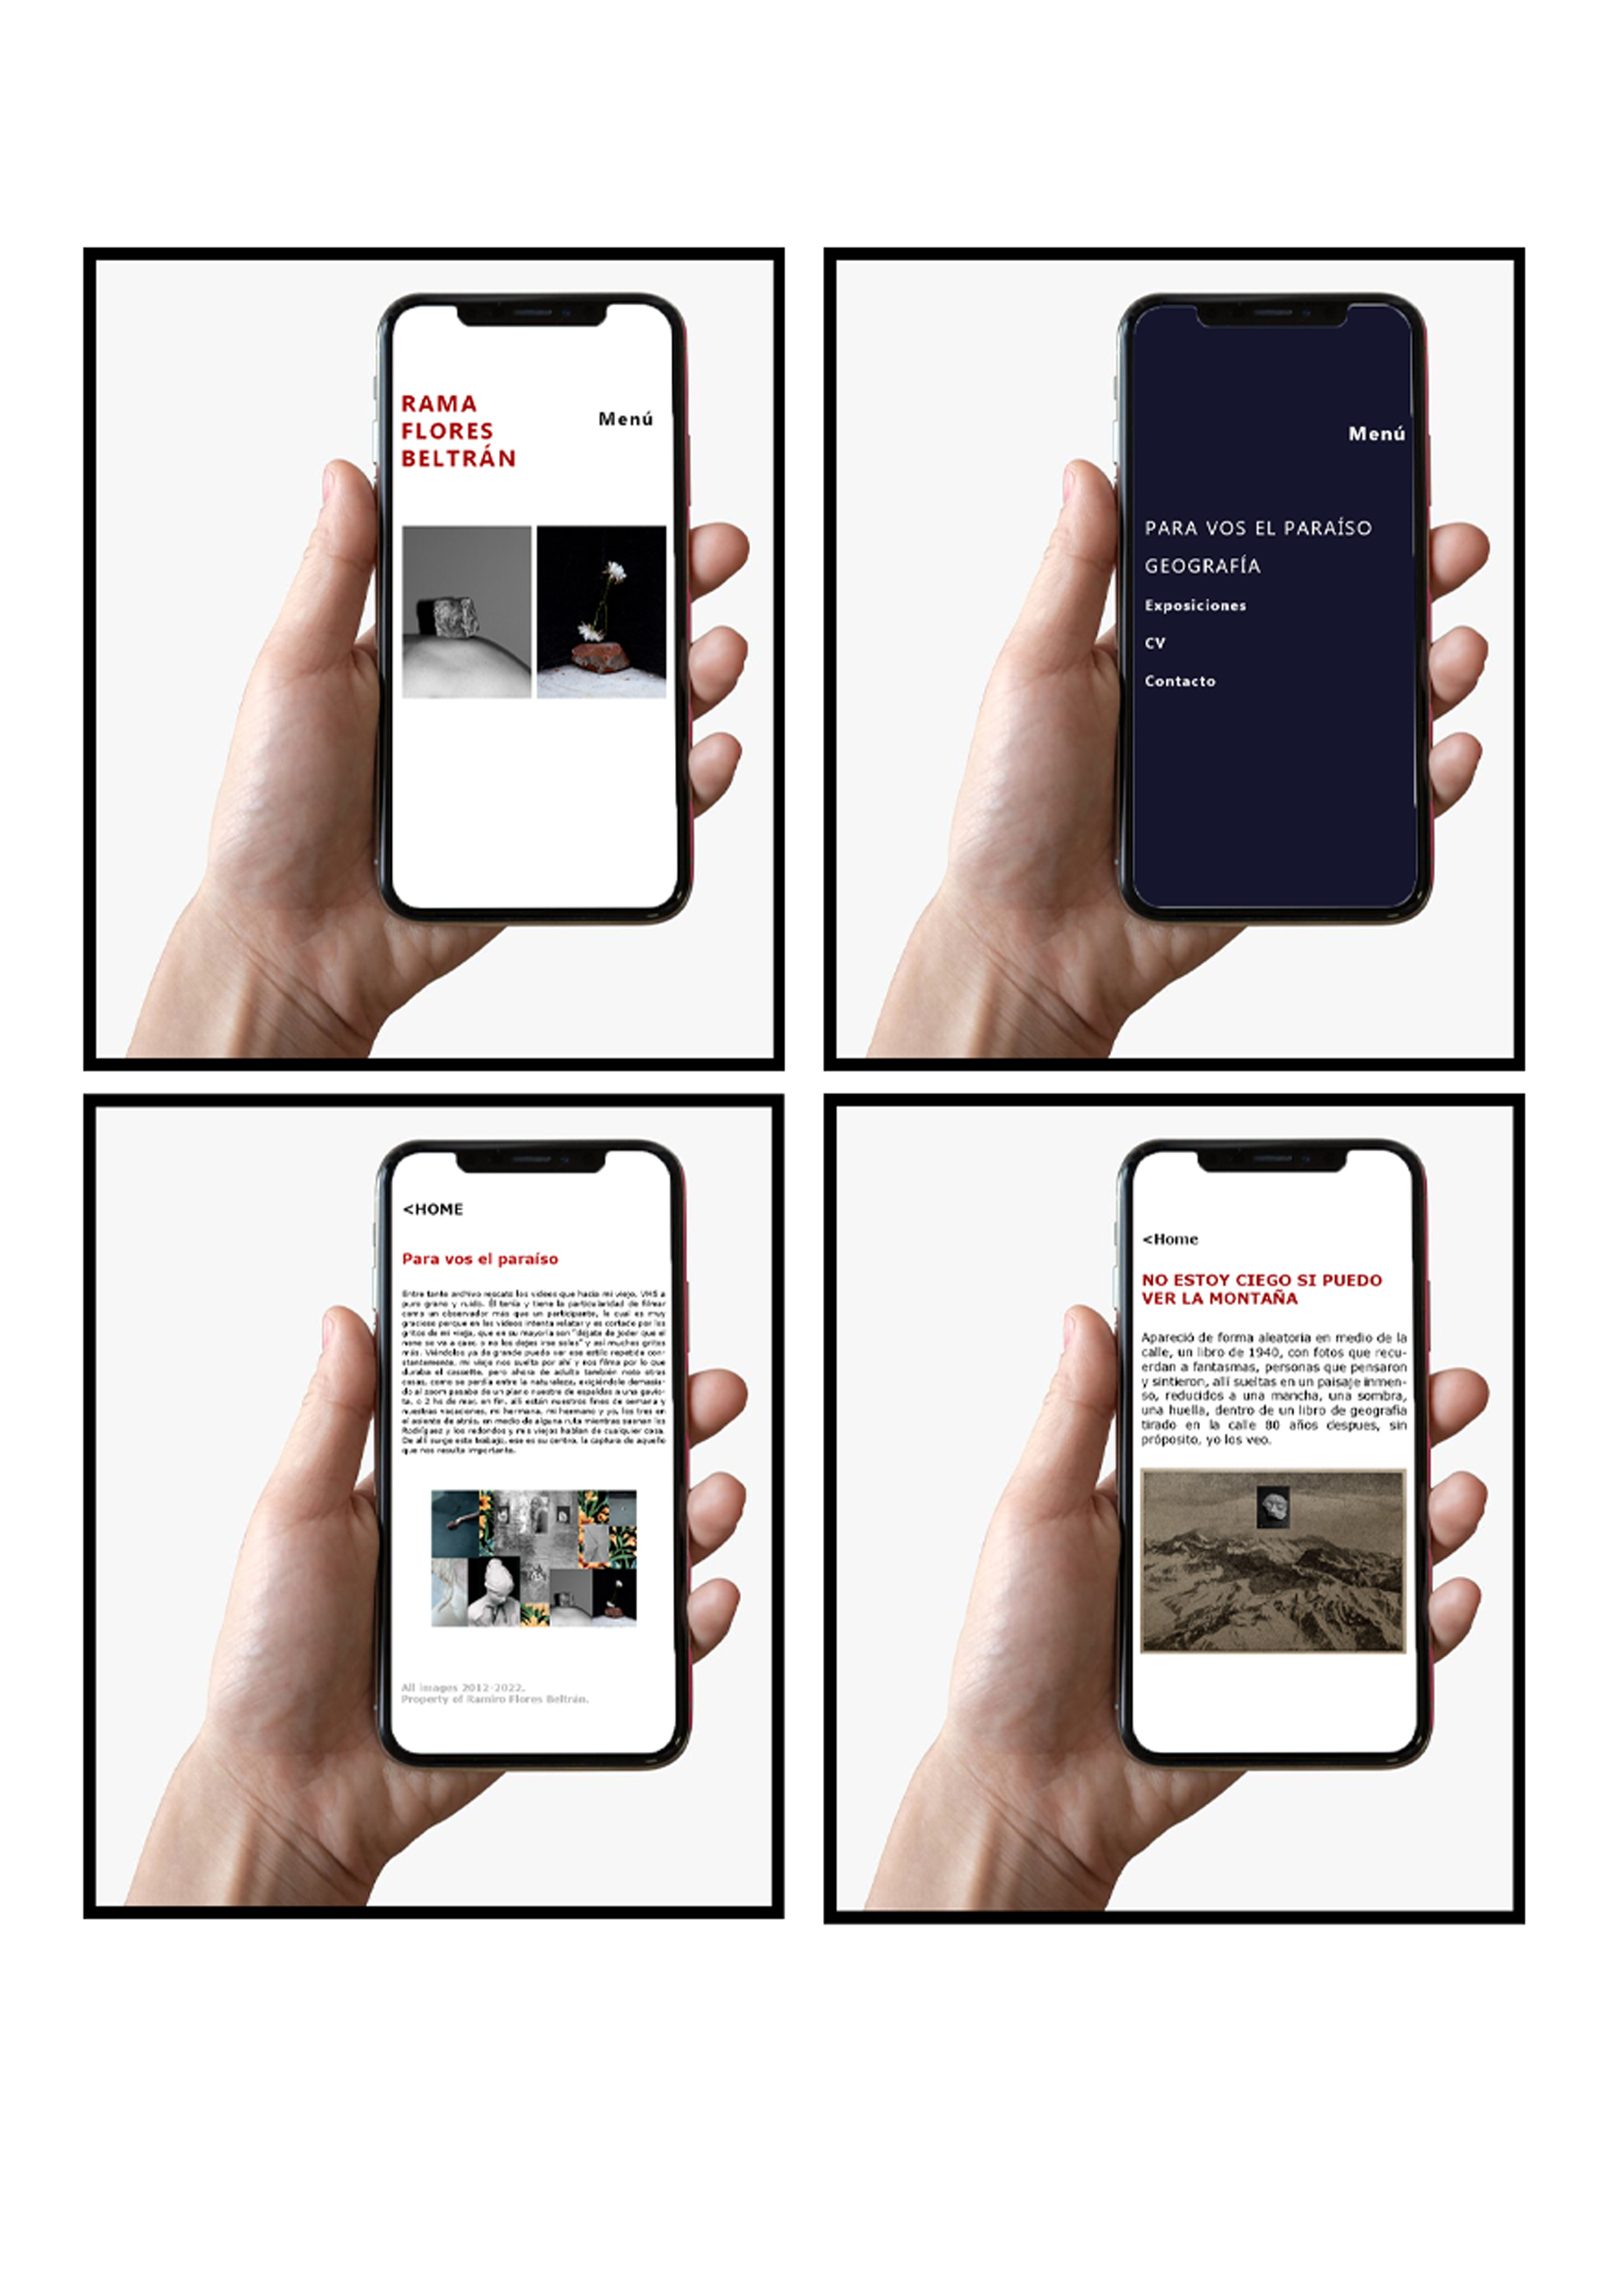 RAMA
FLORES
BELTRÁN
Menú
Menú
PARA VOS EL PARAÍSO
GEOGRAFÍA
Exposiciones
CV
Contacto
<HOME
Para vos el paraíso
Entre tanto archivo rescato los videos que hacia mi viejo, VHS a
puro grano y ruido. Él tenía y tiene la particularidad de filmar
como un observador más que un participante, lo cual es muy
gracioso porque en los videos intenta relatar y es cortado por los
gritos de mi vieja, que en su mayoria son "déjate de joder que el
nene se va a caer, o no los dejes irse solos" y así muchos gritos
más. Viéndolos ya de grande puedo ver ese estilo repetido con-
stantemente, mi viejo nos suelta por ahí y nos filma por lo que
duraba el cassette, pero ahora de adulto también noto otras
cosas, como se perdía entre la naturaleza, exigiéndole demasia-
do al zoom pasaba de un plano nuestro de espaldas a una gavio-
ta, o 2 hs de mar, en fin, allí están nuestros fines de semana y
nuestras vacaciones, mi hermana, mi hermano y yo, los tres en
el asiento de atrás, en medio de alguna ruta mientras suenan los
Rodríguez y los redondos y mis viejos hablan de cualquier cosa.
De allí surge este trabajo, ese es su centro, la captura de aquello
que nos resulta importante.
All images 2012-2022.
Property of Ramiro Flores Beltrán.
<Home
NO ESTOY CIEGO SI PUEDO
VER LA MONTAÑA
Apareció de forma aleatoria en medio de la
calle, un libro de 1940, con fotos que recu-
erdan a fantasmas, personas que pensaron
y sintieron, allí sueltas en un paisaje inmen-
so, reducidos a una mancha, una sombra,
una huella, dentro de un libro de geografía
tirado en la calle 80 años despues, sin
próposito, yo los veo.